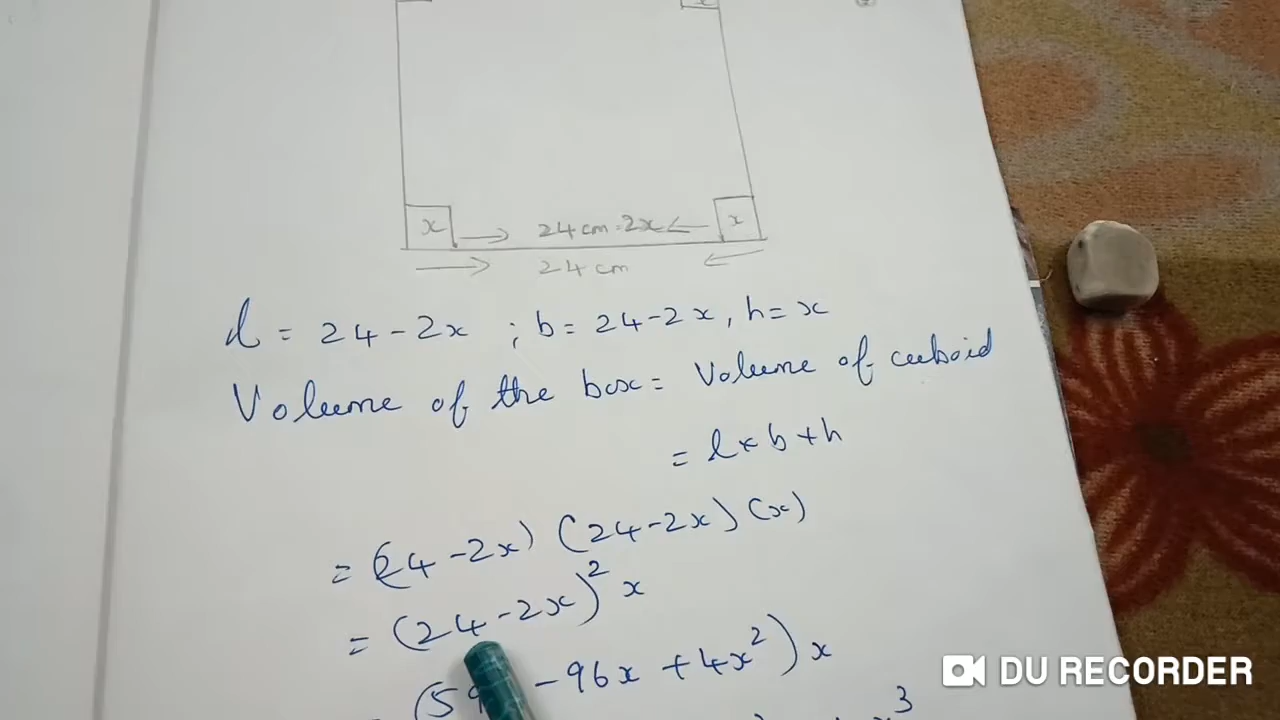 x
x x
24 cm - 2x
24 cm
l = 24 - 2x ; b = 24 - 2x, h = x
Volume of the box = Volume of cuboid
= l × b + h
= (24 - 2x) (24 - 2x) (x)
= (24 - 2x)² x
- 96x + 4x²) x
3
DU RECORDER